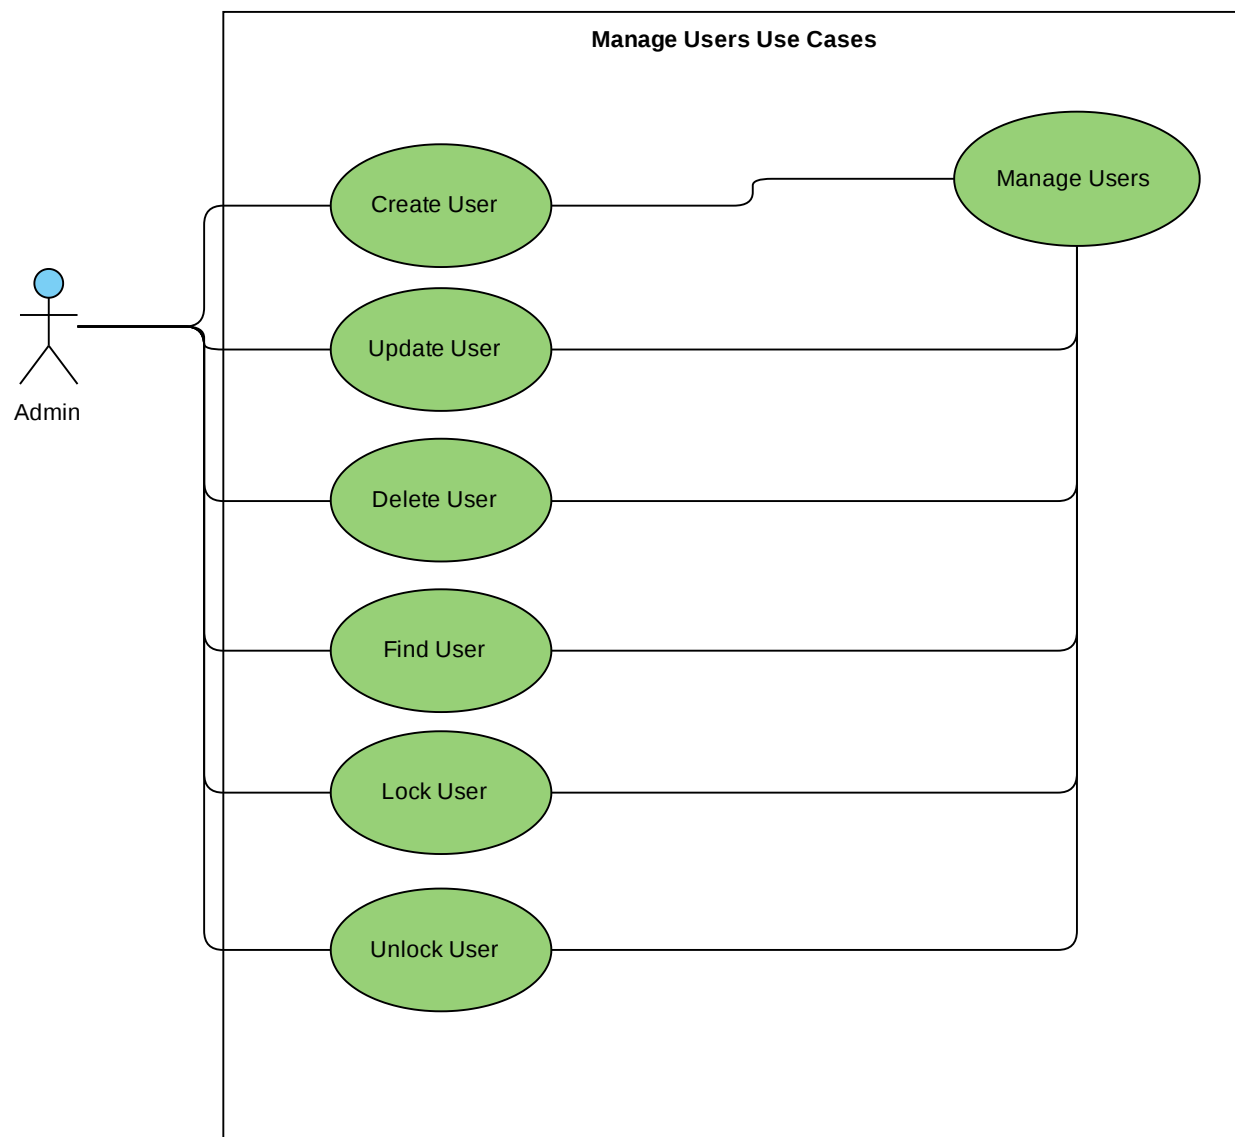 Manage Users Use Cases
Manage Users
Create User
Update User
Admin
Delete User
Find User
Lock User
Unlock User